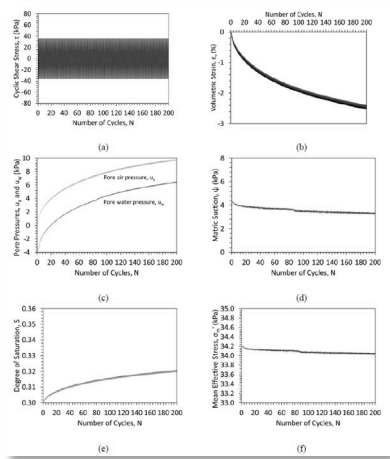 Cyclic Shear Stress, τ (kPa)
80
60
40
20
0
-20
-40
-60
-80
0 20 40 60 80 100 120 140 160 180 200
Number of Cycles, N
(a)
Number of Cycles, N
0 20 40 60 80 100 120 140 160 180 200
Volumetric Strain, εv (%)
0
-1
-2
-3
(b)
Pore Pressures, ua and uw (kPa)
10
8
6
4
2
0
-2
-4
Pore air pressure, ua
Pore water pressure, uw
0 20 40 60 80 100 120 140 160 180 200
Number of Cycles, N
(c)
Matric Suction, ψ (kPa)
8
6
4
2
0
0 20 40 60 80 100 120 140 160 180 200
Number of Cycles, N
(d)
Degree of Saturation, S
0.36
0.35
0.34
0.33
0.32
0.31
0.30
0 20 40 60 80 100 120 140 160 180 200
Number of Cycles, N
(e)
Mean Effective Stress, σm' (kPa)
35.0
34.8
34.6
34.4
34.2
34.0
33.8
33.6
33.4
33.2
33.0
0 20 40 60 80 100 120 140 160 180 200
Number of Cycles, N
(f)